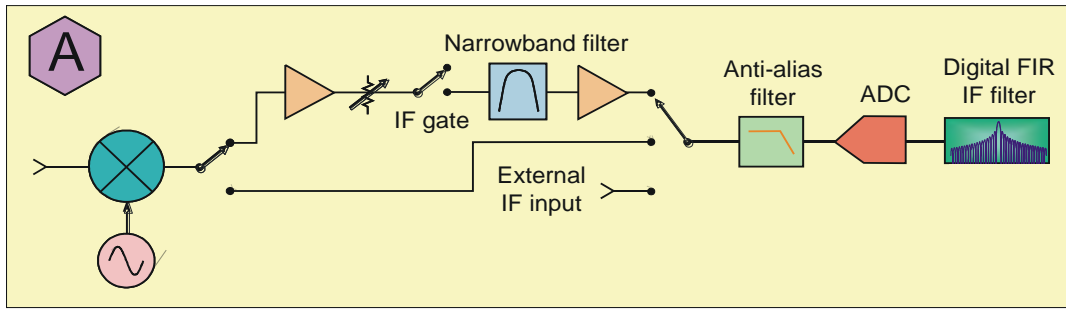 A
Narrowband filter
IF gate
Anti-alias
filter
ADC
Digital FIR
IF filter
External
IF input